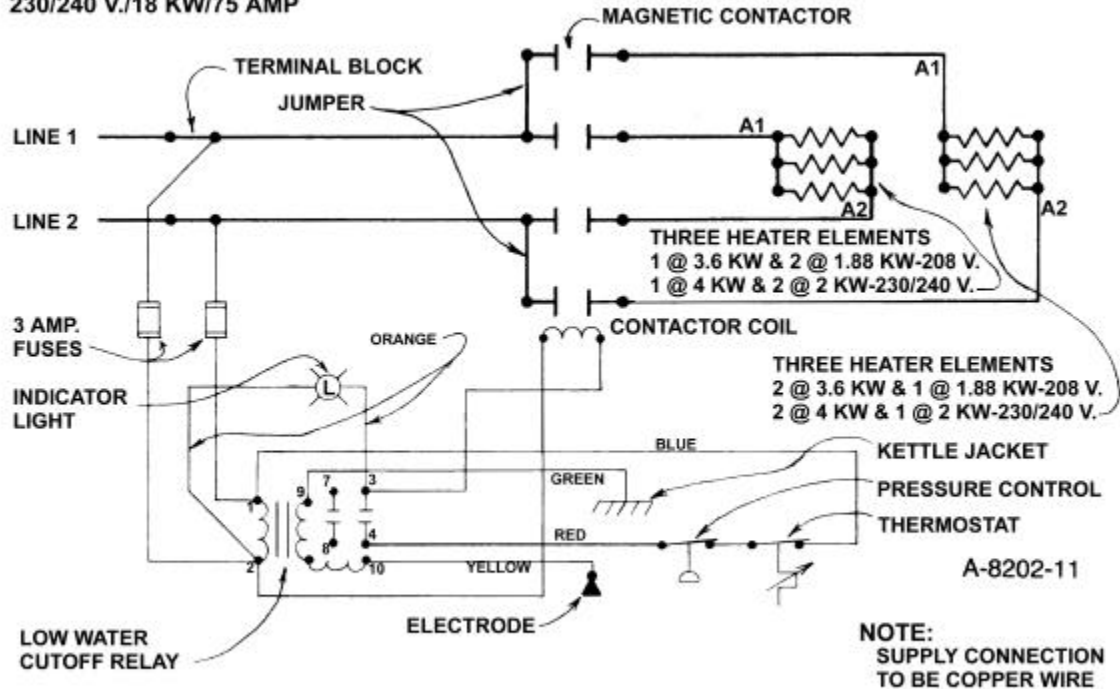 230/240 V./18 KW/75 AMP
MAGNETIC CONTACTOR
TERMINAL BLOCK
A1
JUMPER
LINE 1
A1
LINE 2
A2
A2
THREE HEATER ELEMENTS
1 @ 3.6 KW & 2 @ 1.88 KW-208 V.
1 @ 4 KW & 2 @ 2 KW-230/240 V.
3 AMP.
FUSES
ORANGE
CONTACTOR COIL
INDICATOR
LIGHT
L
THREE HEATER ELEMENTS
2 @ 3.6 KW & 1 @ 1.88 KW-208 V.
2 @ 4 KW & 1 @ 2 KW-230/240 V.
BLUE
KETTLE JACKET
GREEN
1
9
7
3
PRESSURE CONTROL
THERMOSTAT
RED
8
4
2
10
YELLOW
A-8202-11
ELECTRODE
LOW WATER
CUTOFF RELAY
NOTE:
SUPPLY CONNECTION
TO BE COPPER WIRE